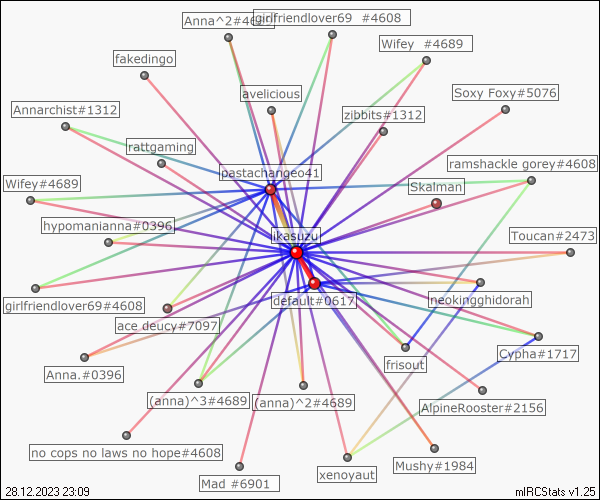 Anna^2#4689
girlfriendlover69 #4608
Wifey #4689
fakedingo
avelicious
Soxy Foxy#5076
Annarchist#1312
zibbits#1312
rattgaming
ramshackle gorey#4608
pastachangeo41
Wifey#4689
Skalman
hypomanianna#0396
ikasuzu
Toucan#2473
default#0617
neokingghidorah
girlfriendlover69#4608
ace deucy#7097
Cypha#1717
frisout
Anna.#0396
(anna)^3#4689
(anna)^2#4689
AlpineRooster#2156
no cops no laws no hope#4608
Mushy#1984
xenoyaut
Mad #6901
28.12.2023 23:09
mIRCStats v1.25